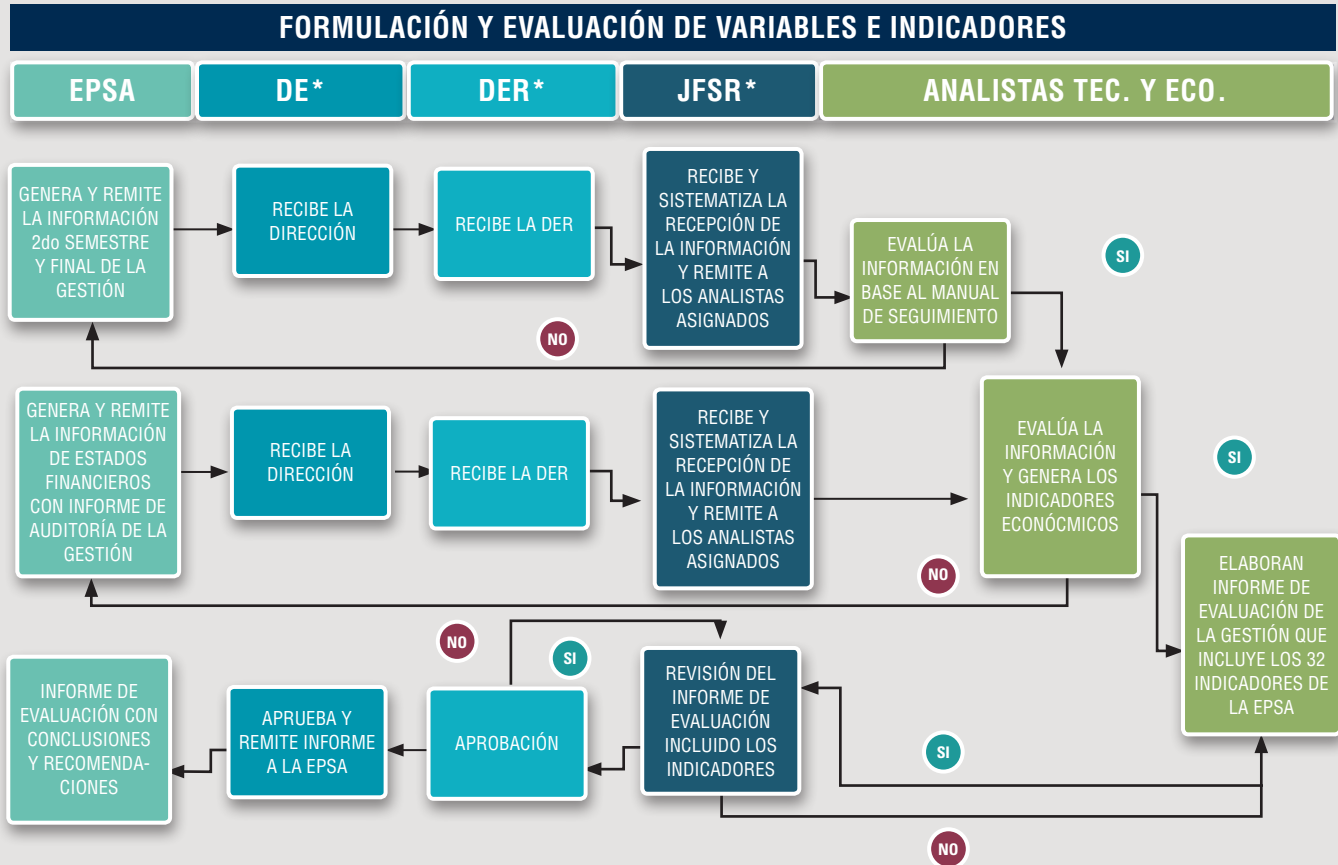 FORMULACIÓN Y EVALUACIÓN DE VARIABLES E INDICADORES
EPSA
DE*
DER*
JFSR*
ANALISTAS TEC. Y ECO.
GENERA Y REMITE
LA INFORMACIÓN
2do SEMESTRE
Y FINAL DE LA
GESTIÓN
RECIBE LA
DIRECCIÓN
RECIBE LA DER
RECIBE Y
SISTEMATIZA LA
RECEPCIÓN DE
LA INFORMACIÓN
Y REMITE A
LOS ANALISTAS
ASIGNADOS
EVALÚA LA
INFORMACIÓN EN
BASE AL MANUAL
DE SEGUIMIENTO
SI
NO
GENERA Y REMITE
LA INFORMACIÓN
DE ESTADOS
FINANCIEROS
CON INFORME DE
AUDITORÍA DE LA
GESTIÓN
RECIBE LA
DIRECCIÓN
RECIBE LA DER
RECIBE Y
SISTEMATIZA LA
RECEPCIÓN DE
LA INFORMACIÓN
Y REMITE A
LOS ANALISTAS
ASIGNADOS
EVALÚA LA
INFORMACIÓN
Y GENERA LOS
INDICADORES
ECONÓCMICOS
SI
NO
ELABORAN
INFORME DE
EVALUACIÓN DE
LA GESTIÓN QUE
INCLUYE LOS 32
INDICADORES DE
LA EPSA
NO
SI
INFORME DE
EVALUACIÓN CON
CONCLUSIONES
Y RECOMENDA-
CIONES
APRUEBA Y
REMITE INFORME
A LA EPSA
APROBACIÓN
REVISIÓN DEL
INFORME DE
EVALUACIÓN
INCLUIDO LOS
INDICADORES
SI
NO